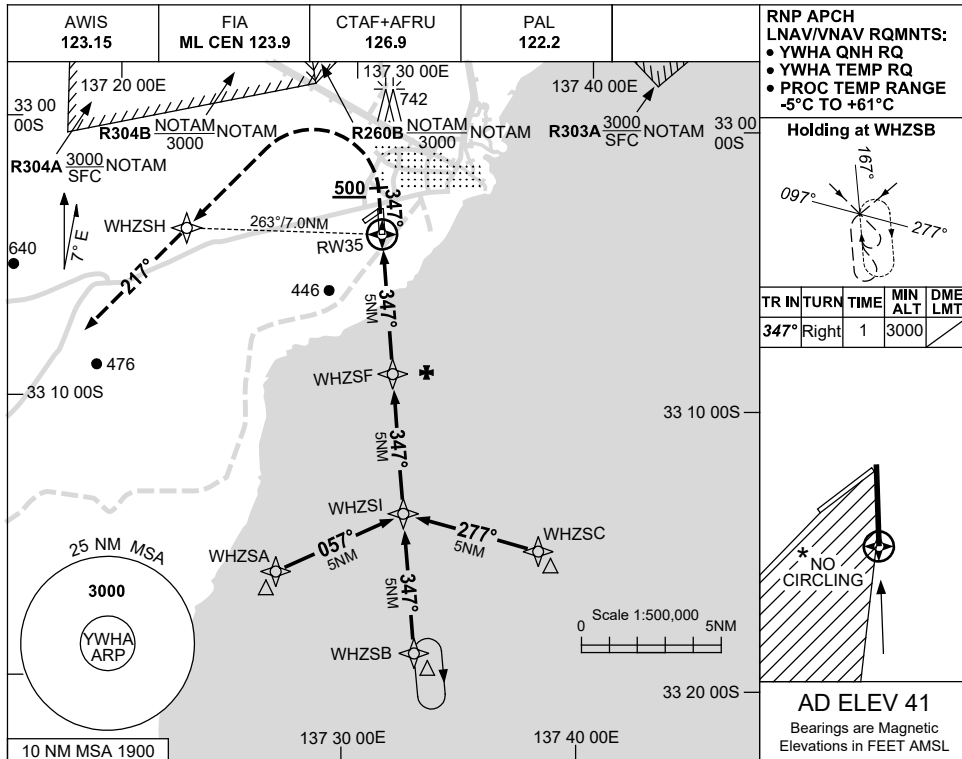 AWIS
123.15
FIA
ML CEN 123.9
CTAF+AFRU
126.9
PAL
122.2
RNP APCH
LNAV/VNAV RQMNTS:
• YWHA QNH RQ
• YWHA TEMP RQ
• PROC TEMP RANGE
-5°C TO +61°C
137 20 00E
137 30 00E
137 40 00E
742
33 00
00S
R304B NOTAM
3000 NOTAM
R260B NOTAM
3000 NOTAM
R303A 3000
SFC NOTAM
33 00
00S
R304A 3000
SFC NOTAM
Holding at WHZSB
167°
097°
277°
500
347°
WHZSH
263°/7.0NM
RW35
7° E
640
217°
446
347°
5NM
TR IN
TURN
TIME
MIN
ALT
DME
LMT
347°
Right
1
3000
476
WHZSF
33 10 00S
33 10 00S
347°
5NM
WHZSI
WHZSA
057°
5NM
277°
5NM
WHZSC
25 NM MSA
3000
YWHA
ARP
347°
5NM
WHZSB
Scale 1:500,000
0
5NM
* NO
CIRCLING
33 20 00S
AD ELEV 41
Bearings are Magnetic
Elevations in FEET AMSL
10 NM MSA 1900
137 30 00E
137 40 00E